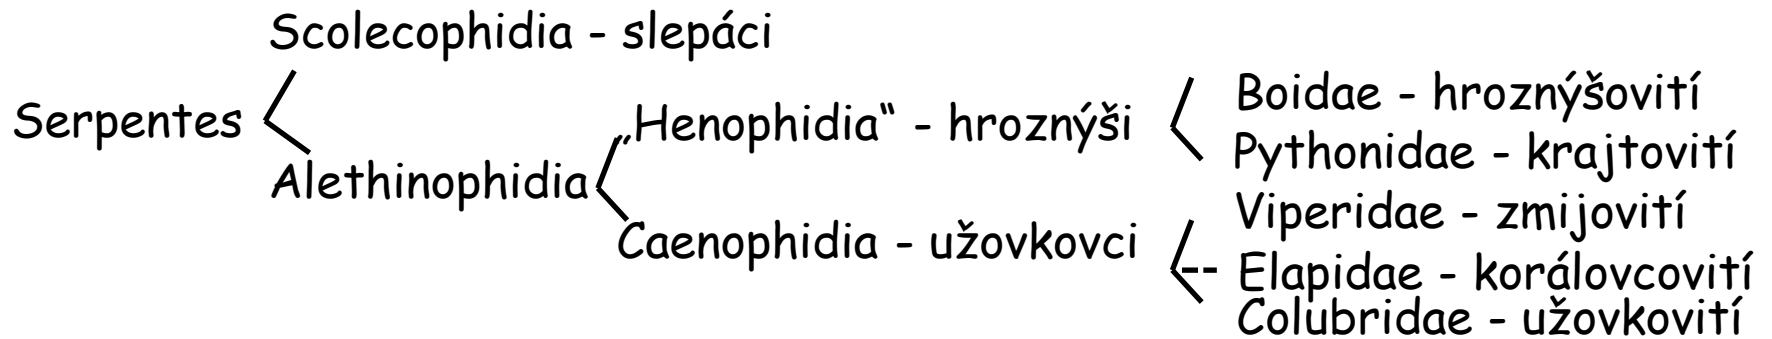 Scolecophidia - slepáci
Serpentes
Alethinophidia
„Henophidia“ - hroznýši
Caenophidia - užovkovci
Boidae - hroznýšovití
Pythonidae - krajtovití
Viperidae - zmijovití
Elapidae - korálovcovití
Colubridae - užovkovití